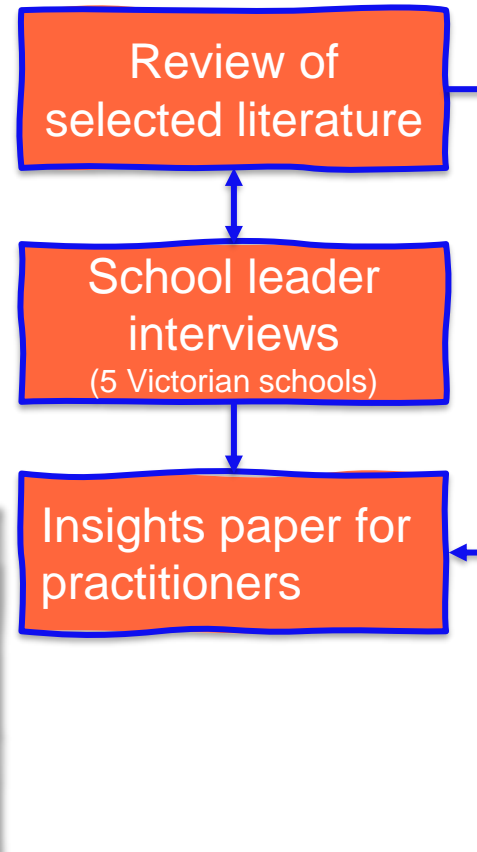 Review of
selected literature
School leader
interviews
(5 Victorian schools)
Insights paper for
practitioners